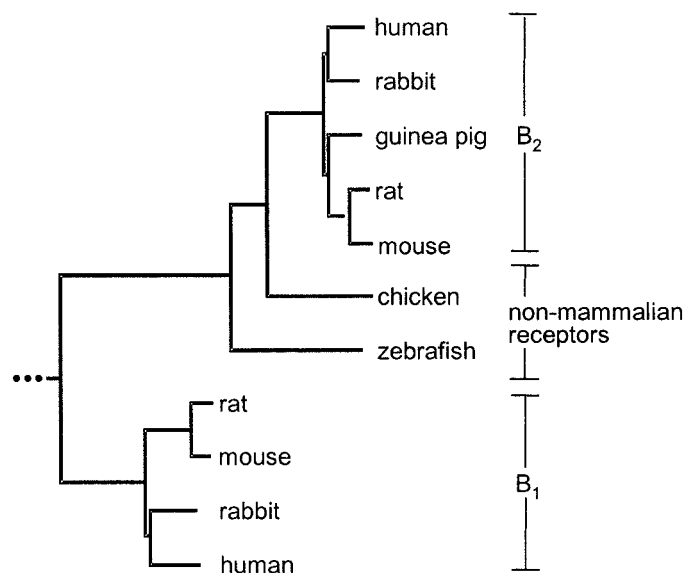 human
rabbit
guinea pig
B2
rat
mouse
chicken
non-mammalian
receptors
zebrafish
rat
mouse
B1
rabbit
human